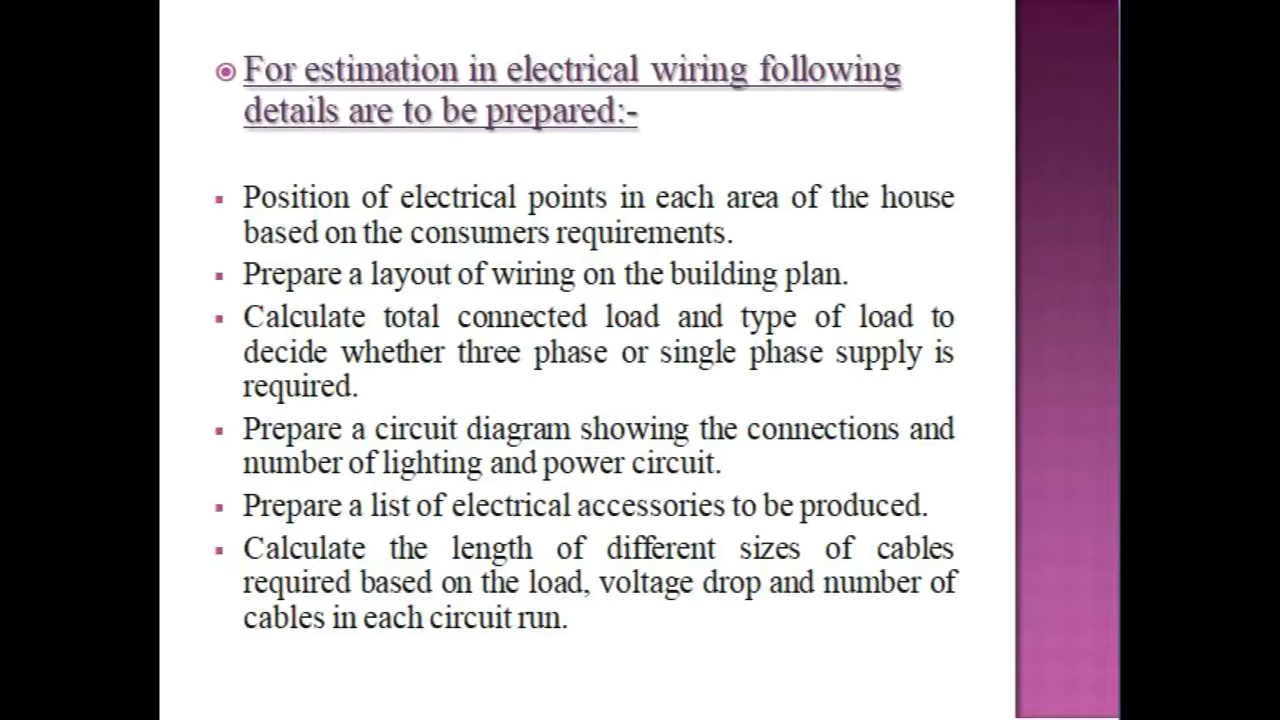 For estimation in electrical wiring following
details are to be prepared:-
Position of electrical points in each area of the house
based on the consumers requirements.
Prepare a layout of wiring on the building plan.
Calculate total connected load and type of load to
decide whether three phase or single phase supply is
required.
Prepare a circuit diagram showing the connections and
number of lighting and power circuit.
Prepare a list of electrical accessories to be produced.
Calculate the length of different sizes of cables
required based on the load, voltage drop and number of
cables in each circuit run.